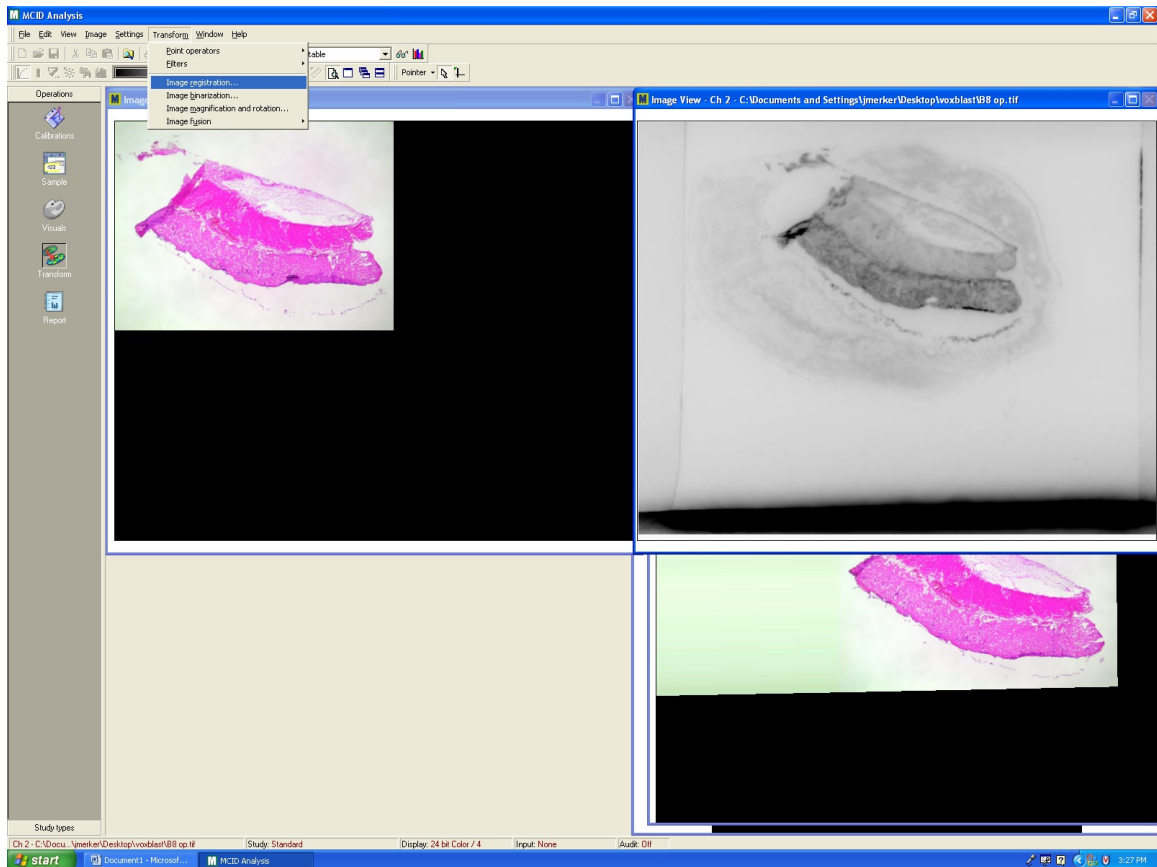 MCID Analysis
File Edit View Image Settings Transform Window Help
Point operators
Filters
Image registration...
Image binarization...
Image magnification and rotation...
Image fusion
table
Pointer
Operations
Calibrations
Sample
Visuals
Transform
Report
Study types
Image View - Ch 2 - C:\Documents and Settings\jmerker\Desktop\voxblast\B8 op.tif
Ch 2 - C:\Docu...\jmerker\Desktop\voxblast\B8 op.tif Study: Standard Display: 24 bit Color / 4 Input: None Audit: Off
start Document1 - Microsof... MCID Analysis 3:27 PM